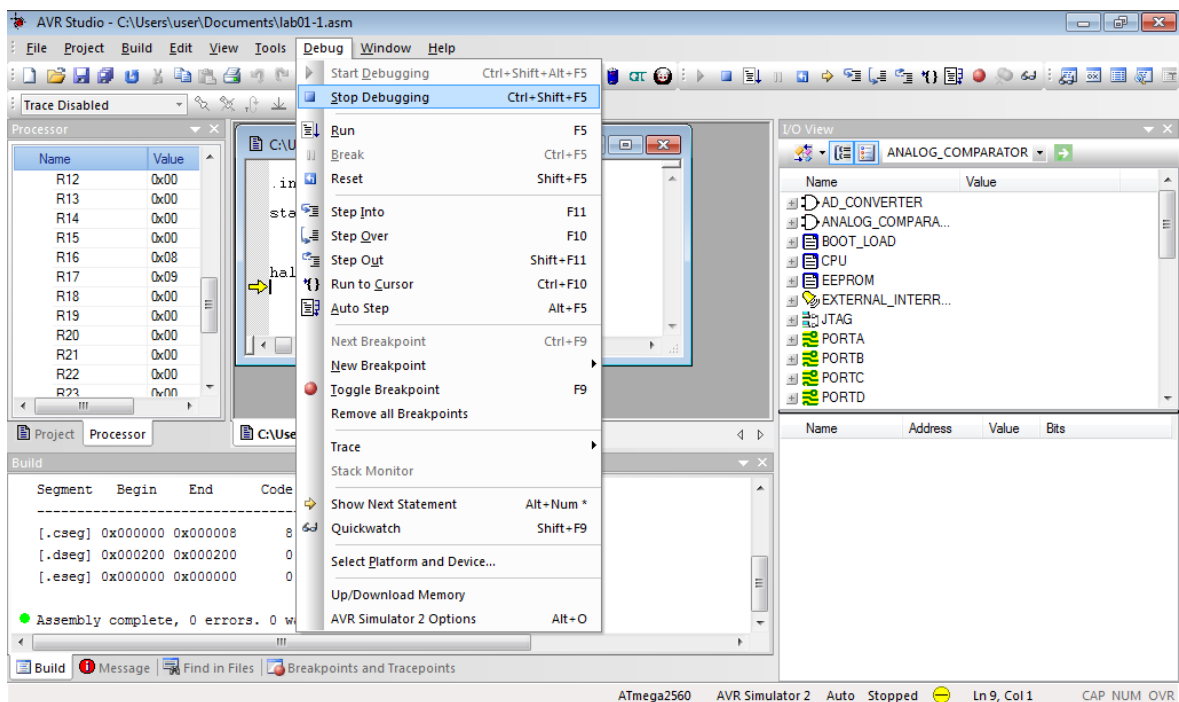 AVR Studio - C:\Users\user\Documents\lab01-1.asm
File Project Build Edit View Tools Debug Window Help
Trace Disabled
Start Debugging Ctrl+Shift+Alt+F5
Stop Debugging Ctrl+Shift+F5
Run F5
Break Ctrl+F5
Reset Shift+F5
Step Into F11
Step Over F10
Step Out Shift+F11
Run to Cursor Ctrl+F10
Auto Step Alt+F5
Next Breakpoint Ctrl+F9
New Breakpoint
Toggle Breakpoint F9
Remove all Breakpoints
Trace
Stack Monitor
Show Next Statement Alt+Num *
Quickwatch Shift+F9
Select Platform and Device...
Up/Download Memory
AVR Simulator 2 Options Alt+O
Processor
Name Value
R12 0x00
R13 0x00
R14 0x00
R15 0x00
R16 0x08
R17 0x09
R18 0x00
R19 0x00
R20 0x00
R21 0x00
R22 0x00
R23 0x00
Project Processor
C:\U
.in
sta
hal
C:\Use
I/O View
ANALOG_COMPARATOR
Name Value
AD_CONVERTER
ANALOG_COMPARA...
BOOT_LOAD
CPU
EEPROM
EXTERNAL_INTERR...
JTAG
PORTA
PORTB
PORTC
PORTD
Name Address Value Bits
Build
Segment Begin End Code
----------------------------------
[.cseg] 0x000000 0x000008 8
[.dseg] 0x000200 0x000200 0
[.eseg] 0x000000 0x000000 0
Assembly complete, 0 errors. 0 w
Build Message Find in Files Breakpoints and Tracepoints
ATmega2560 AVR Simulator 2 Auto Stopped Ln 9, Col 1 CAP NUM OVR